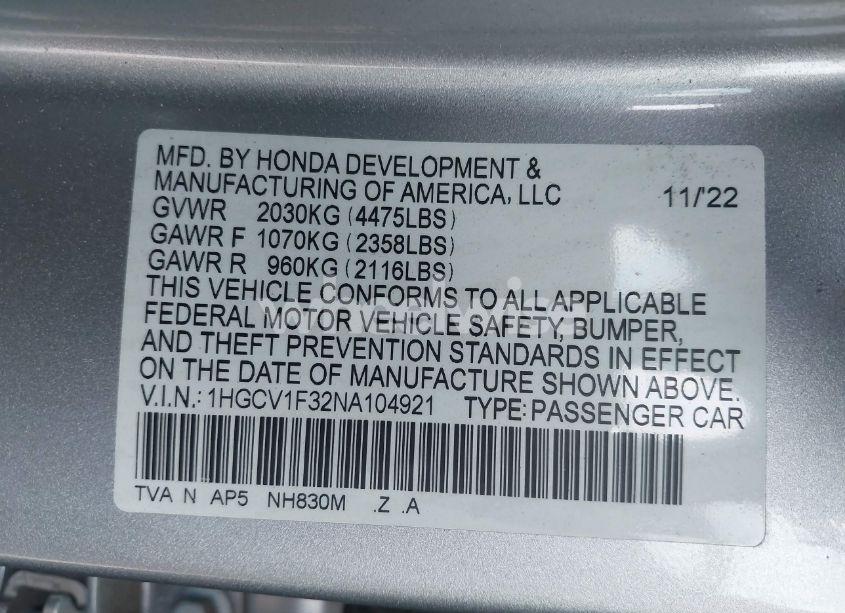 MFD. BY HONDA DEVELOPMENT &
MANUFACTURING OF AMERICA, LLC 11/'22
GVWR 2030KG (4475LBS)
GAWR F 1070KG (2358LBS)
GAWR R 960KG (2116LBS)
THIS VEHICLE CONFORMS TO ALL APPLICABLE
FEDERAL MOTOR VEHICLE SAFETY, BUMPER,
AND THEFT PREVENTION STANDARDS IN EFFECT
ON THE DATE OF MANUFACTURE SHOWN ABOVE.
V.I.N.: 1HGCV1F32NA104921 TYPE: PASSENGER CAR
TVA N AP5 NH830M .Z .A